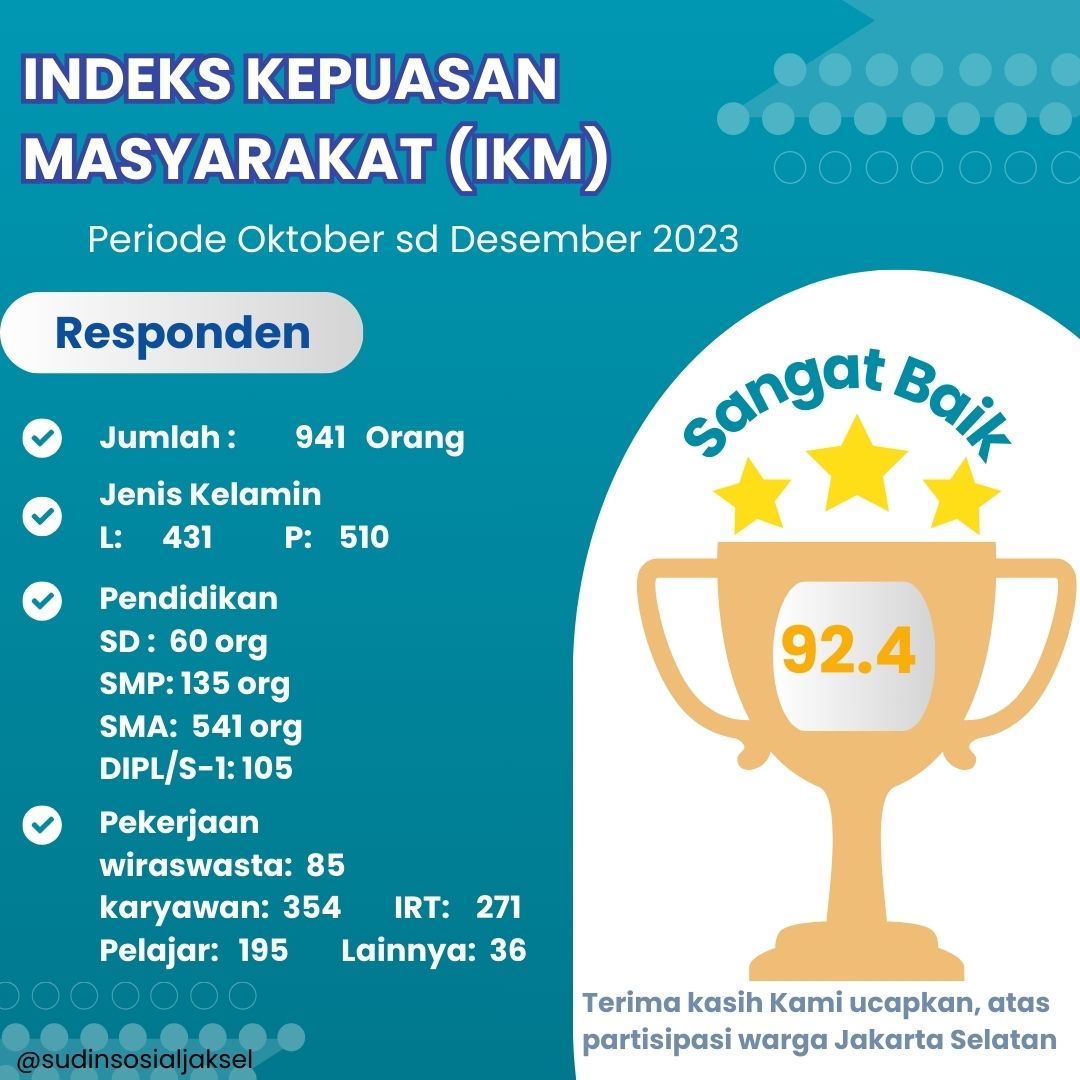 INDEKS KEPUASAN
MASYARAKAT (IKM)
Periode Oktober sd Desember 2023
Responden
Jumlah : 941 Orang
Jenis Kelamin
L: 431 P: 510
Pendidikan
SD : 60 org
SMP: 135 org
SMA: 541 org
DIPL/S-1: 105
Pekerjaan
wiraswasta: 85
karyawan: 354 IRT: 271
Pelajar: 195 Lainnya: 36
@sudinsosialjaksel
Sangat Baik
92.4
Terima kasih Kami ucapkan, atas
partisipasi warga Jakarta Selatan